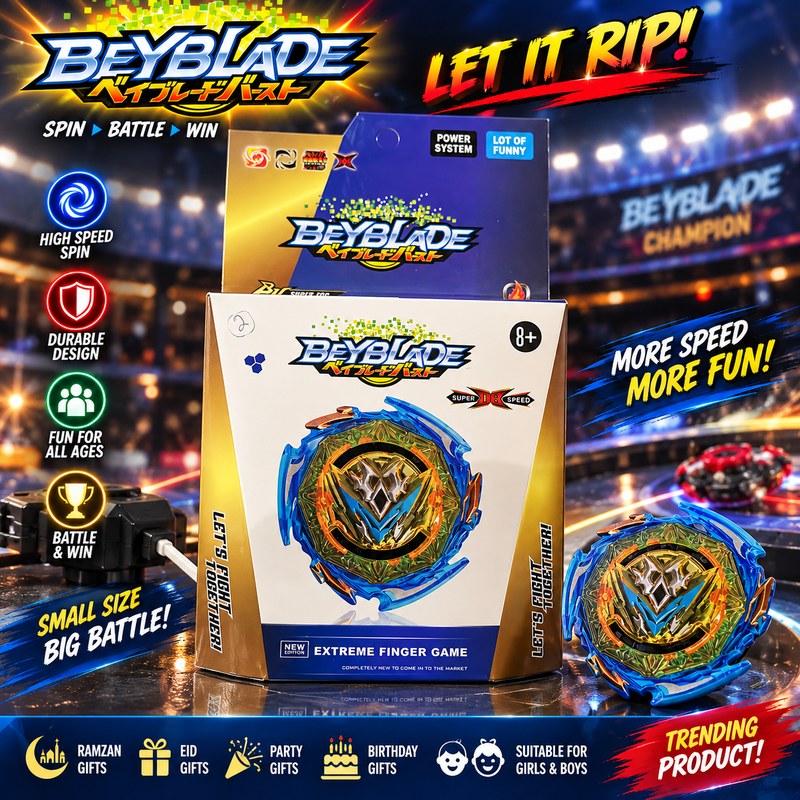 BEYBLADE
ベイブレードバースト
SPIN ▸ BATTLE ▸ WIN
LET IT RIP!
HIGH SPEED
SPIN
DURABLE
DESIGN
FUN FOR
ALL AGES
BATTLE
& WIN
SMALL SIZE
BIG BATTLE!
POWER
SYSTEM
LOT OF
FUNNY
BEYBLADE
ベイブレードバースト
2
BEYBLADE
ベイブレードバースト
8+
SUPER
SPEED
LET'S FIGHT
TOGETHER!
LET'S FIGHT
TOGETHER!
NEW
EDITION
EXTREME FINGER GAME
COMPLETELY NEW TO COME IN TO THE MARKET
BEYBLADE
CHAMPION
MORE SPEED
MORE FUN!
RAMZAN
GIFTS
EID
GIFTS
PARTY
GIFTS
BIRTHDAY
GIFTS
SUITABLE FOR
GIRLS & BOYS
TRENDING
PRODUCT!